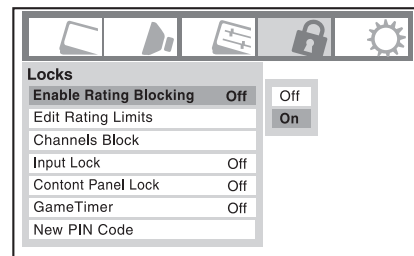 Locks
Enable Rating Blocking Off
Off
Edit Rating Limits
On
Channels Block
Input Lock Off
Contont Panel Lock Off
GameTimer Off
New PIN Code